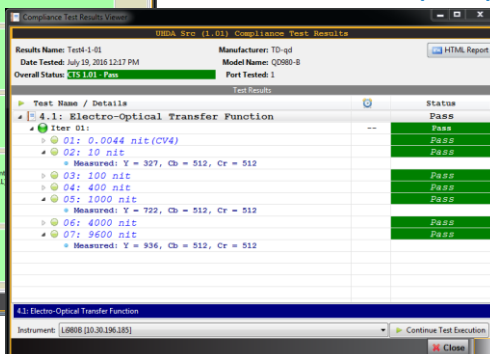 Compliance Test Results Viewer
UHDA Src (1.01) Compliance Test Results
Results Name: Test4-1-01
Manufacturer: TD-qd
HTML Report
Date Tested: July 19, 2016 12:17 PM
Model Name: QD980-B
Overall Status: CTS 1.01 - Pass
Port Tested: 1
Test Results
Test Name / Details
Status
4.1: Electro-Optical Transfer Function
Pass
Iter 01:
--
Pass
01: 0.0044 nit(CV4)
Pass
02: 10 nit
Pass
Measured: Y = 327, Cb = 512, Cr = 512
03: 100 nit
Pass
04: 400 nit
Pass
05: 1000 nit
Pass
Measured: Y = 722, Cb = 512, Cr = 512
06: 4000 nit
Pass
07: 9600 nit
Pass
Measured: Y = 936, Cb = 512, Cr = 512
4.1: Electro-Optical Transfer Function
Instrument: Li980B [10.30.196.185]
Continue Test Execution
Close